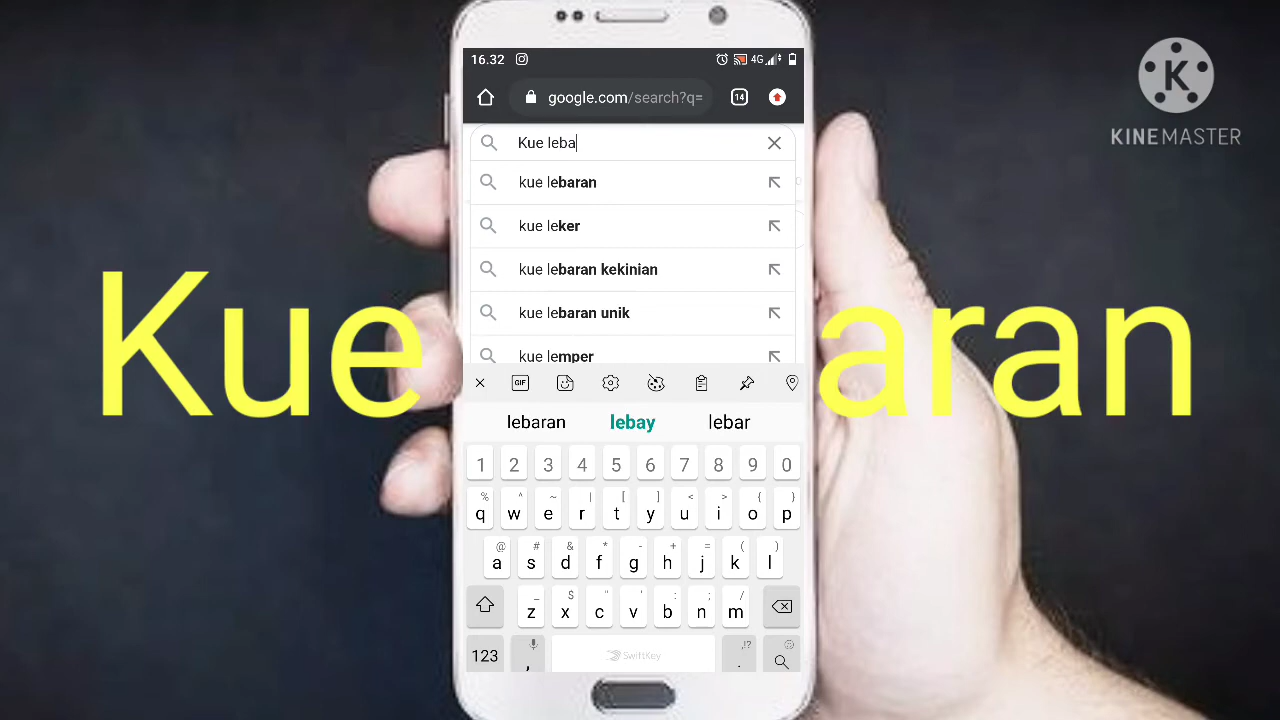 16.32
4G
google.com/search?q=
14
Kue leba
kue lebaran
kue leker
kue lebaran kekinian
kue lebaran unik
kue lemper
Kue
aran
KINEMASTER
GIF
lebaran lebay lebar
1 2 3 4 5 6 7 8 9 0
% ^ ~ | [ ] < > { }
q w e r t y u i o p
@ # & * - + = ( )
a s d f g h j k l
_ $ " ' : ; /
z x c v b n m
123 , SwiftKey . ,!?